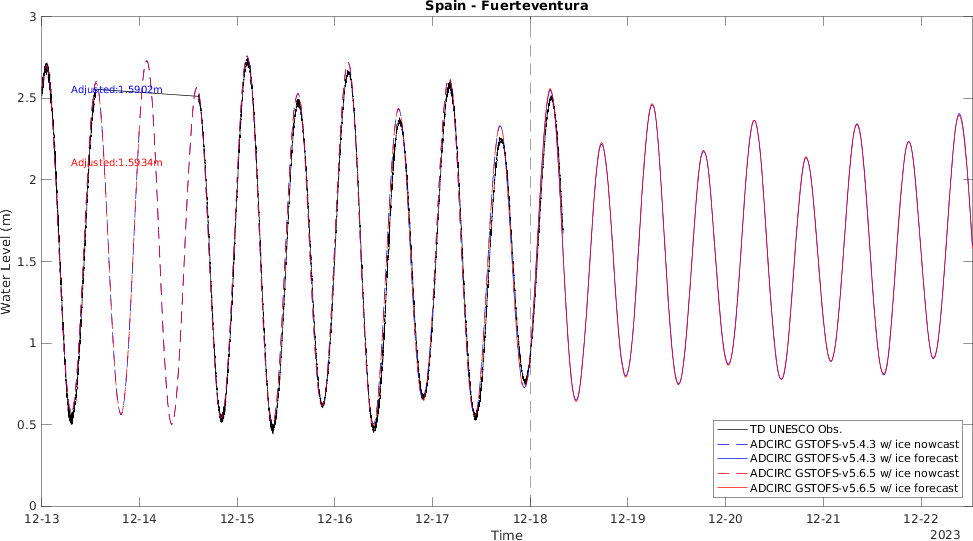 Spain - Fuerteventura
3
2.5
2
1.5
1
0.5
0
Water Level (m)
Adjusted:1.5902m
Adjusted:1.5934m
TD UNESCO Obs.
ADCIRC GSTOFS-v5.4.3 w/ ice nowcast
ADCIRC GSTOFS-v5.4.3 w/ ice forecast
ADCIRC GSTOFS-v5.6.5 w/ ice nowcast
ADCIRC GSTOFS-v5.6.5 w/ ice forecast
12-13 12-14 12-15 12-16 12-17 12-18 12-19 12-20 12-21 12-22
Time
2023